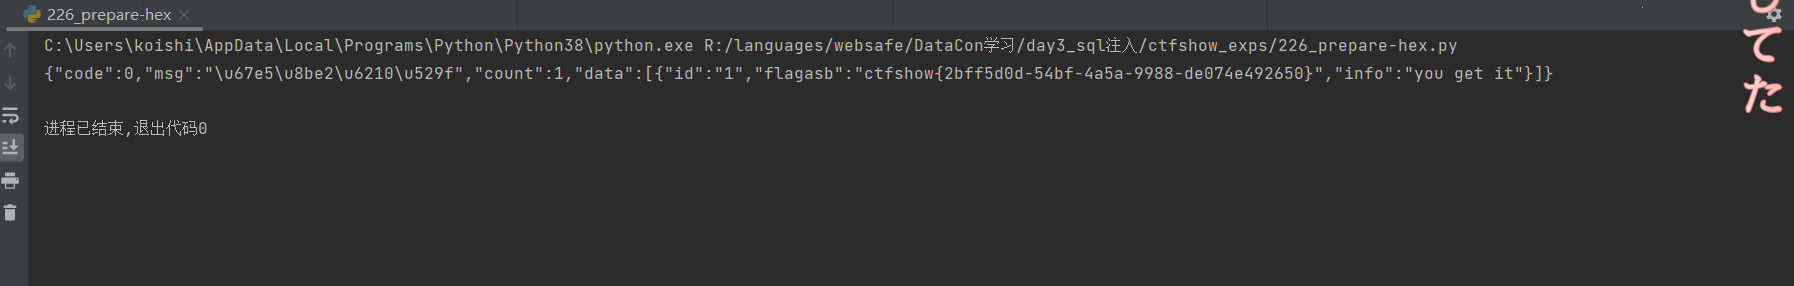 226_prepare-hex
C:\Users\koishi\AppData\Local\Programs\Python\Python38\python.exe R:/languages/websafe/DataCon学习/day3_sql注入/ctfshow_exps/226_prepare-hex.py
{"code":0,"msg":"\u67e5\u8be2\u6210\u529f","count":1,"data":[{"id":"1","flagasb":"ctfshow{2bff5d0d-54bf-4a5a-9988-de074e492650}","info":"you get it"}]}
进程已结束,退出代码0
てた